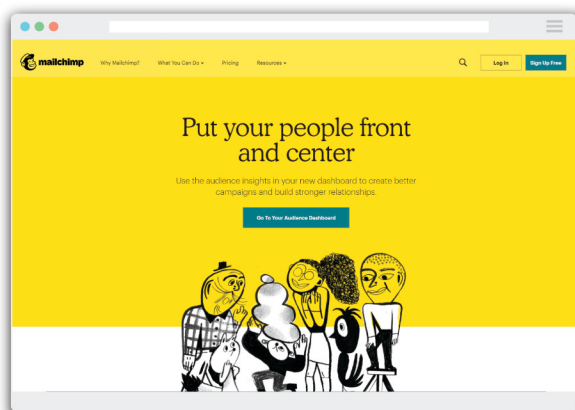 mailchimp Why Mailchimp? What You Can Do Pricing Resources Log In Sign Up Free
Put your people front
and center
Use the audience insights in your new dashboard to create better
campaigns and build stronger relationships.
Go To Your Audience Dashboard